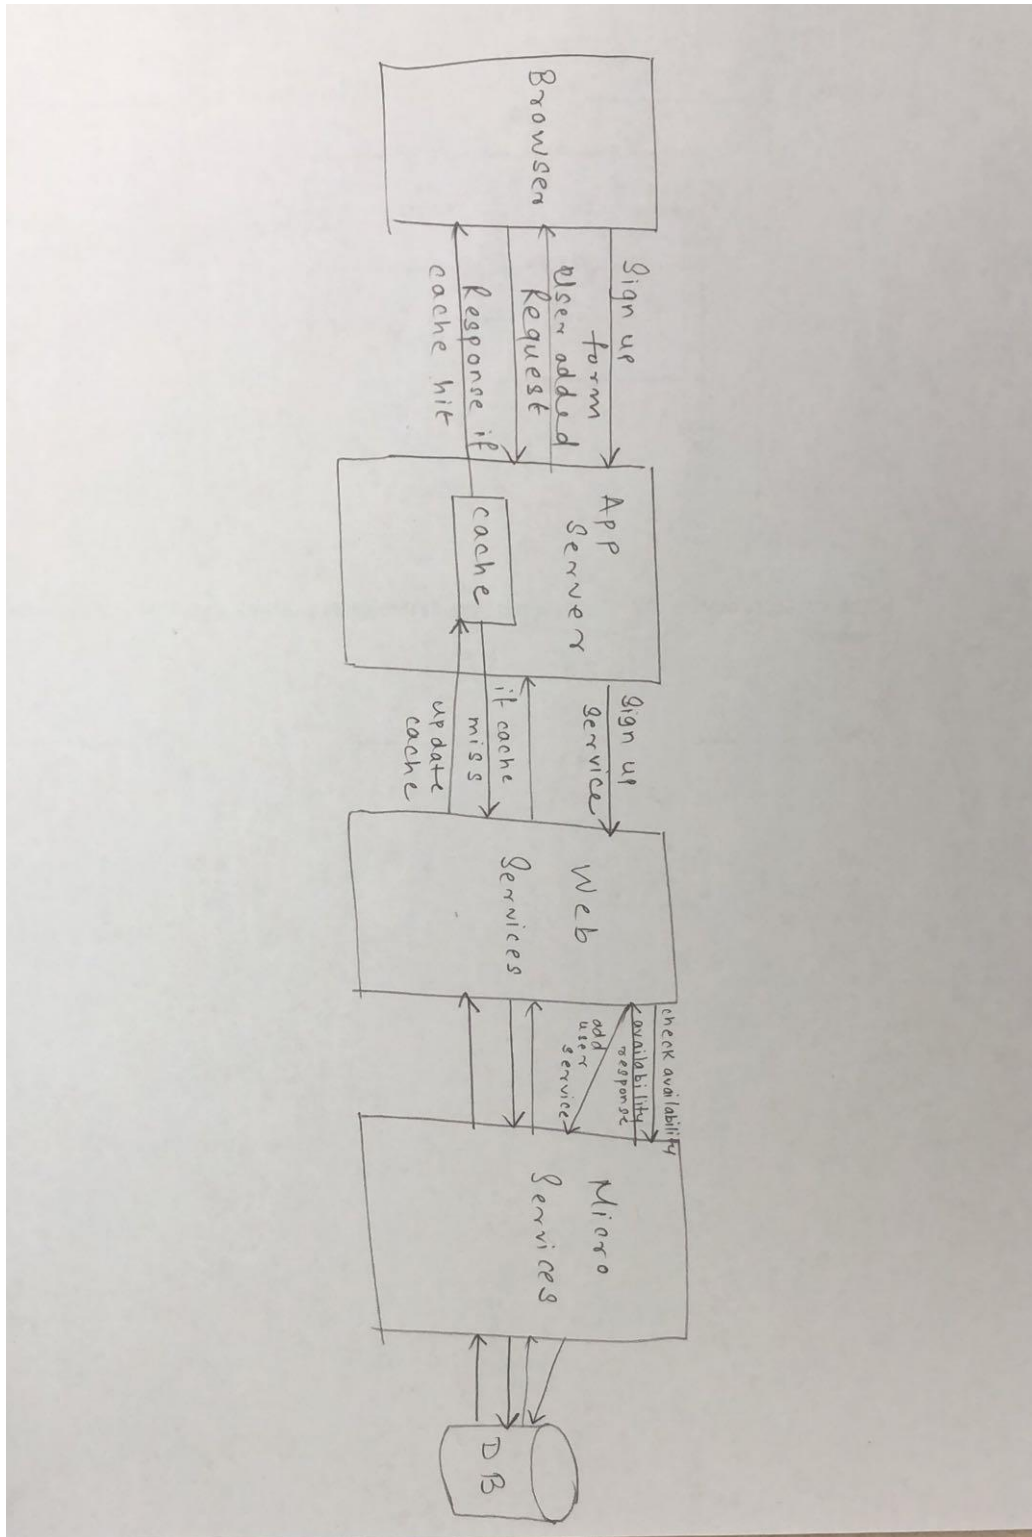 Browser
Sign up
form
User added
Request
Response if
cache hit
App
Server
cache
Sign up
service
if cache
miss
update
cache
Web
Services
check availability
availability
response
add
user
service
Micro
Services
DB